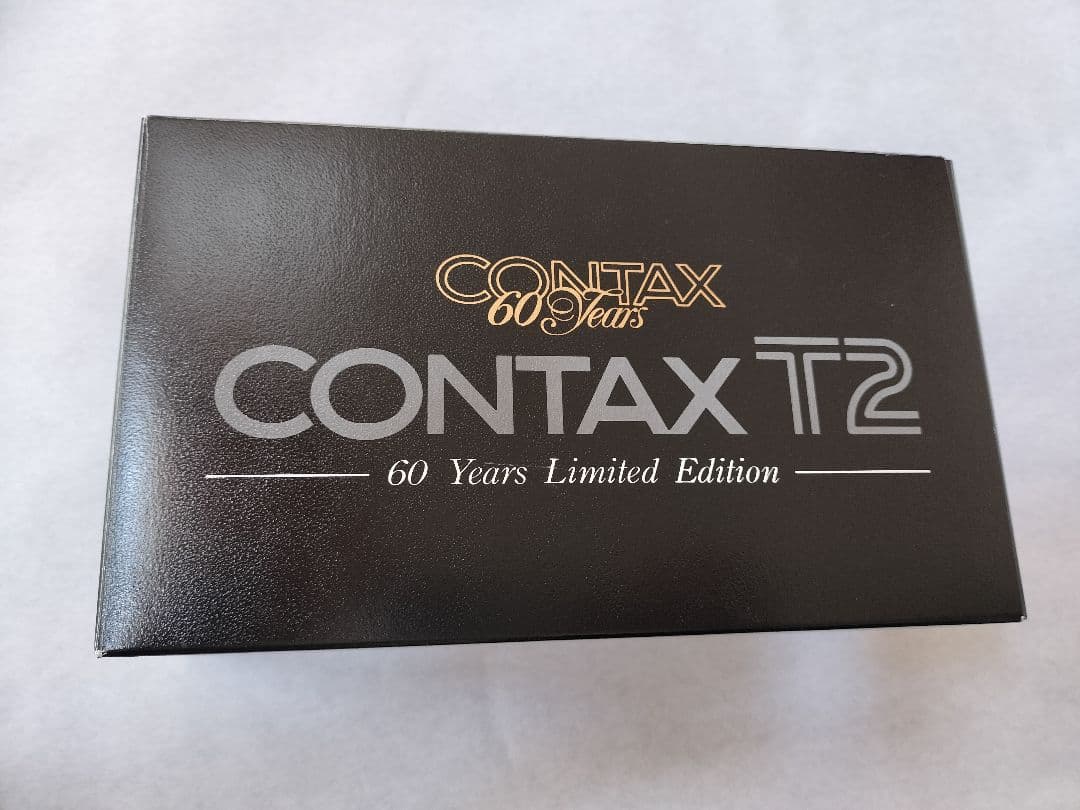 CONTAX
60 Years
CONTAX T2
60 Years Limited Edition